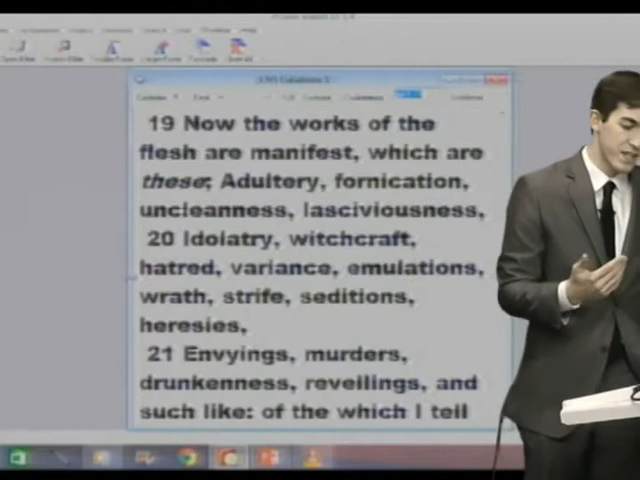 19 Now the works of the
flesh are manifest, which are
these; Adultery, fornication,
uncleanness, lasciviousness,
20 Idolatry, witchcraft,
hatred, variance, emulations,
wrath, strife, seditions,
heresies,
21 Envyings, murders,
drunkenness, revellings, and
such like: of the which I tell